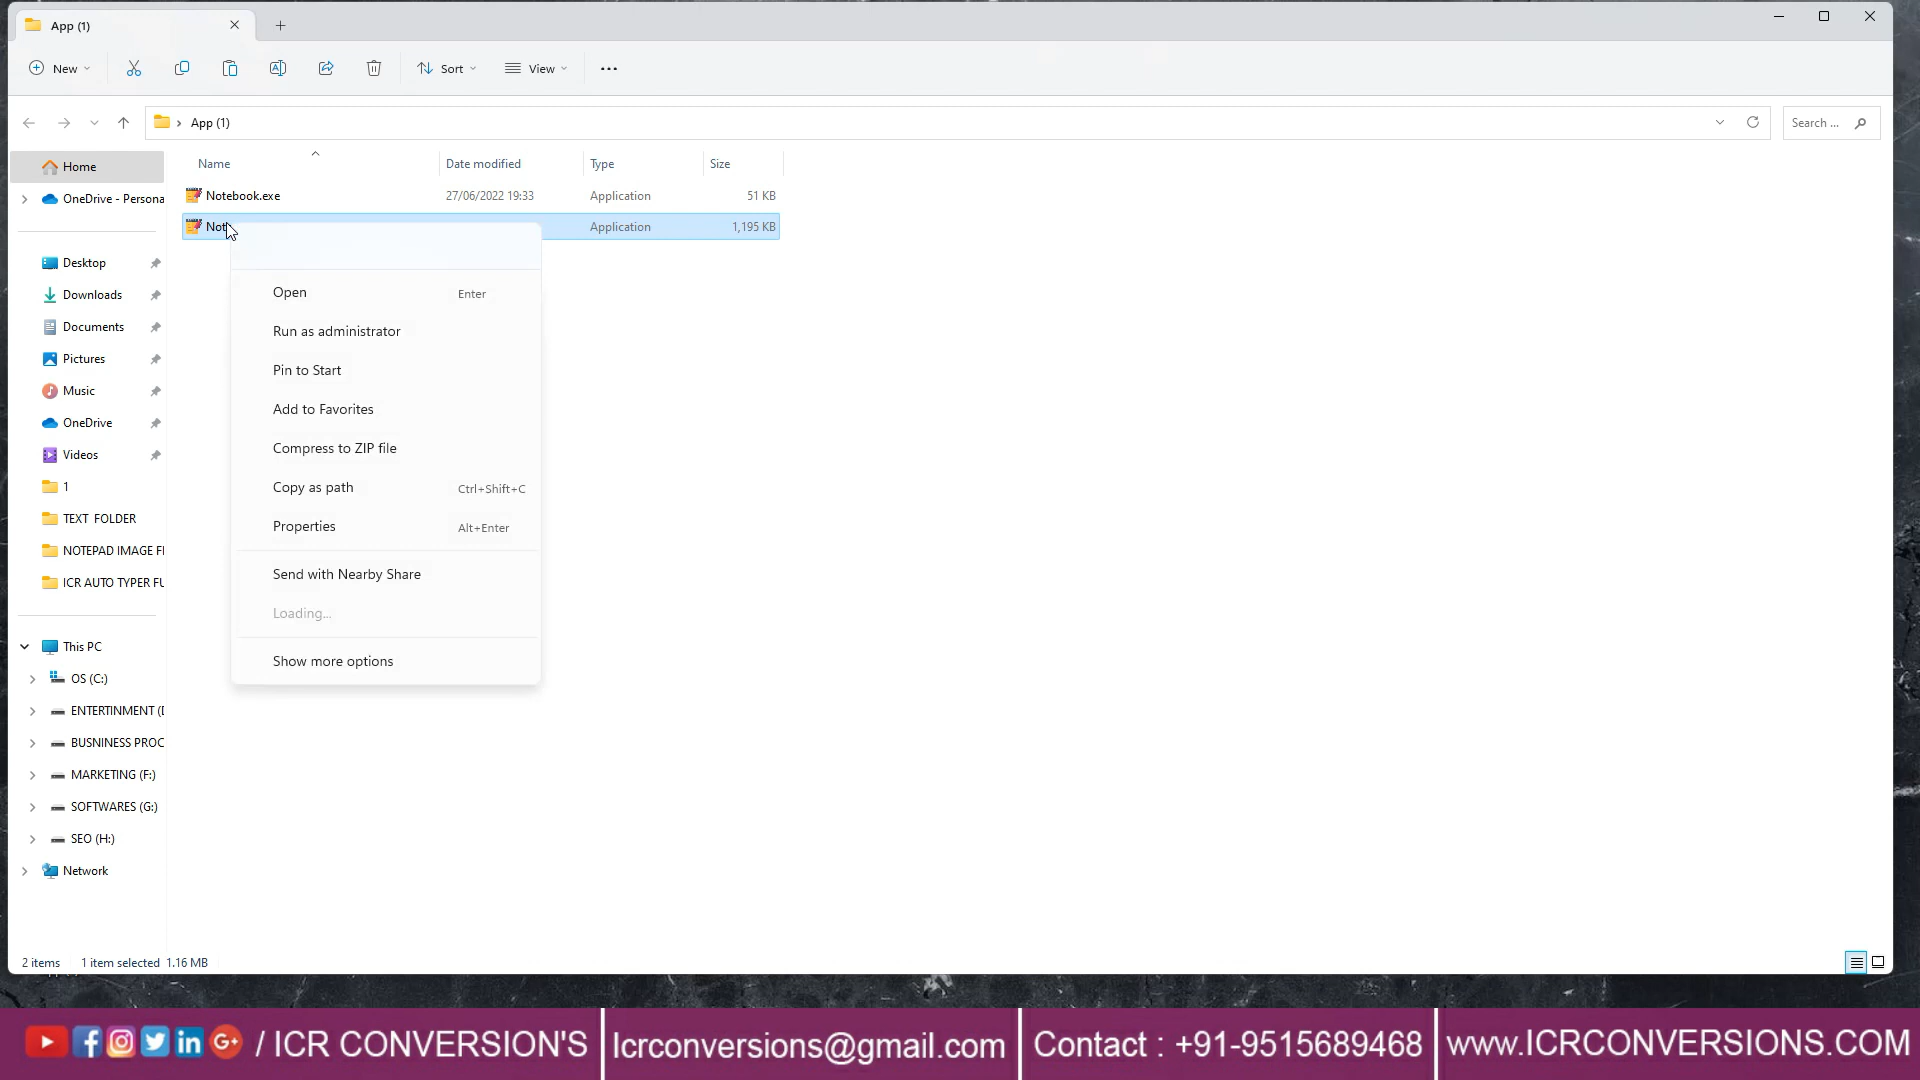 App (1)
New
Sort
View
App (1)
Search ...
Name
Date modified
Type
Size
Home
Notebook.exe
27/06/2022 19:33
Application
51 KB
OneDrive - Persona
Not
Application
1,195 KB
Desktop
Downloads
Documents
Pictures
Music
OneDrive
Videos
1
TEXT FOLDER
NOTEPAD IMAGE FI
ICR AUTO TYPER FU
Open Enter
Run as administrator
Pin to Start
Add to Favorites
Compress to ZIP file
Copy as path Ctrl+Shift+C
Properties Alt+Enter
Send with Nearby Share
Loading...
Show more options
This PC
OS (C:)
ENTERTINMENT (D
BUSNINESS PROC
MARKETING (F:)
SOFTWARES (G:)
SEO (H:)
Network
2 items 1 item selected 1.16 MB
/ ICR CONVERSION'S
Icrconversions@gmail.com
Contact : +91-9515689468
www.ICRCONVERSIONS.COM